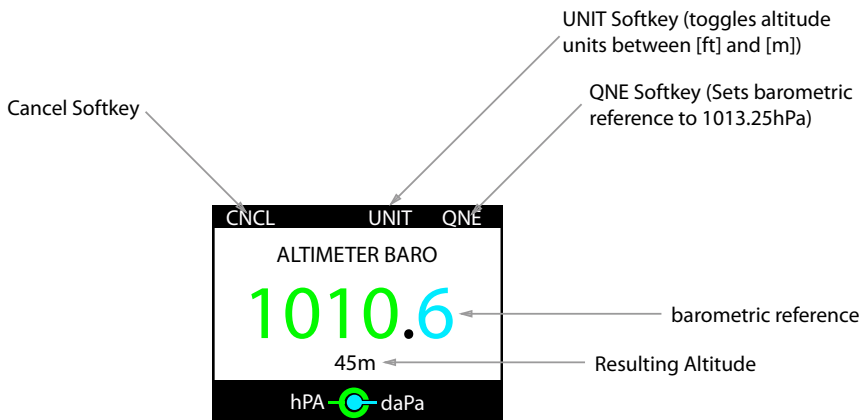 UNIT Softkey (toggles altitude
units between [ft] and [m])
QNE Softkey (Sets barometric
reference to 1013.25hPa)
Cancel Softkey
CNCL UNIT QNE
ALTIMETER BARO
1010.6
barometric reference
45m
Resulting Altitude
hPA daPa